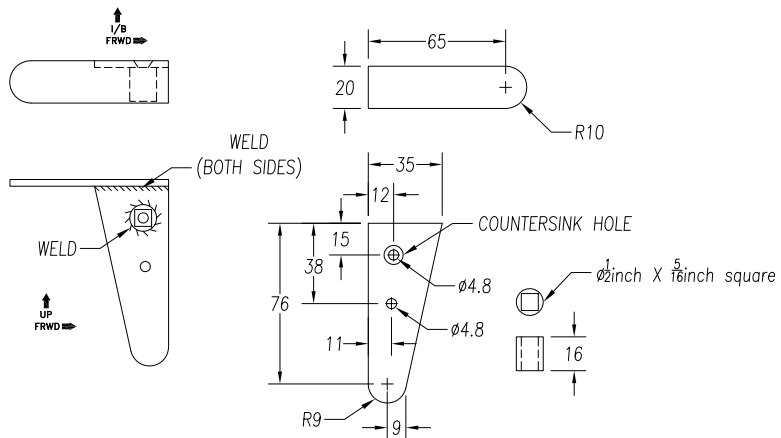 I/B
FRWD
65
20
R10
WELD
(BOTH SIDES)
35
12
15
COUNTERSINK HOLE
WELD
38
ø4.8
ø½inch X 5/16inch square
76
UP
FRWD
ø4.8
11
16
R9
9